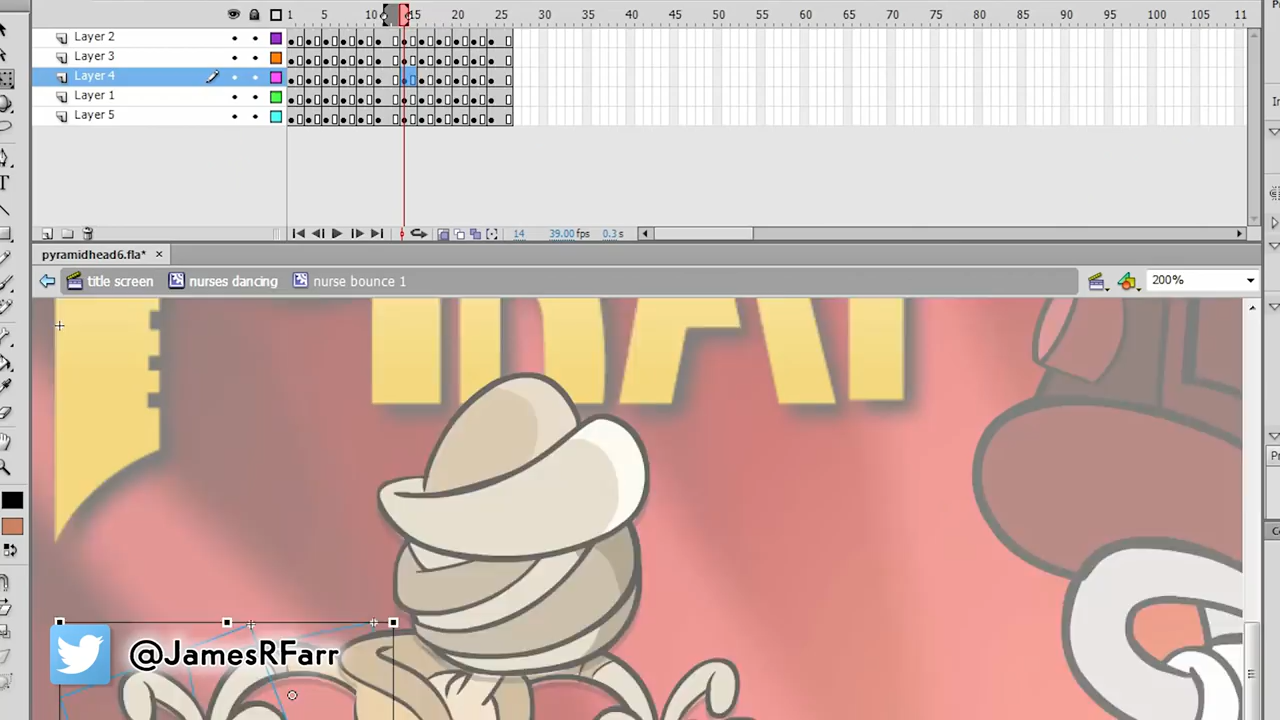 1 5 10 15 20 25 30 35 40 45 50 55 60 65 70 75 80 85 90 95 100 105 11
Layer 2
Layer 3
Layer 4
Layer 1
Layer 5
14 39.00 fps 0.3 s
pyramidhead6.fla*
title screen nurses dancing nurse bounce 1 200%
@JamesRFarr